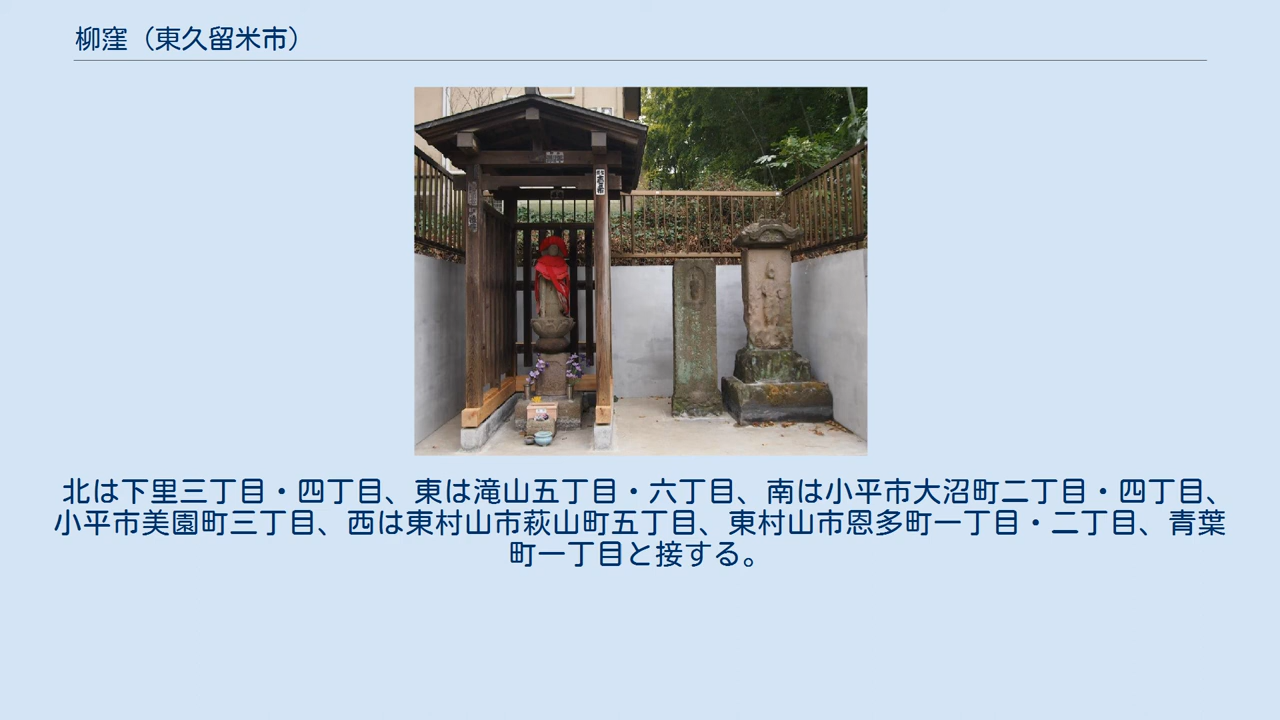 柳窪（東久留米市）
北は下里三丁目・四丁目、東は滝山五丁目・六丁目、南は小平市大沼町二丁目・四丁目、
小平市美園町三丁目、西は東村山市萩山町五丁目、東村山市恩多町一丁目・二丁目、青葉
町一丁目と接する。